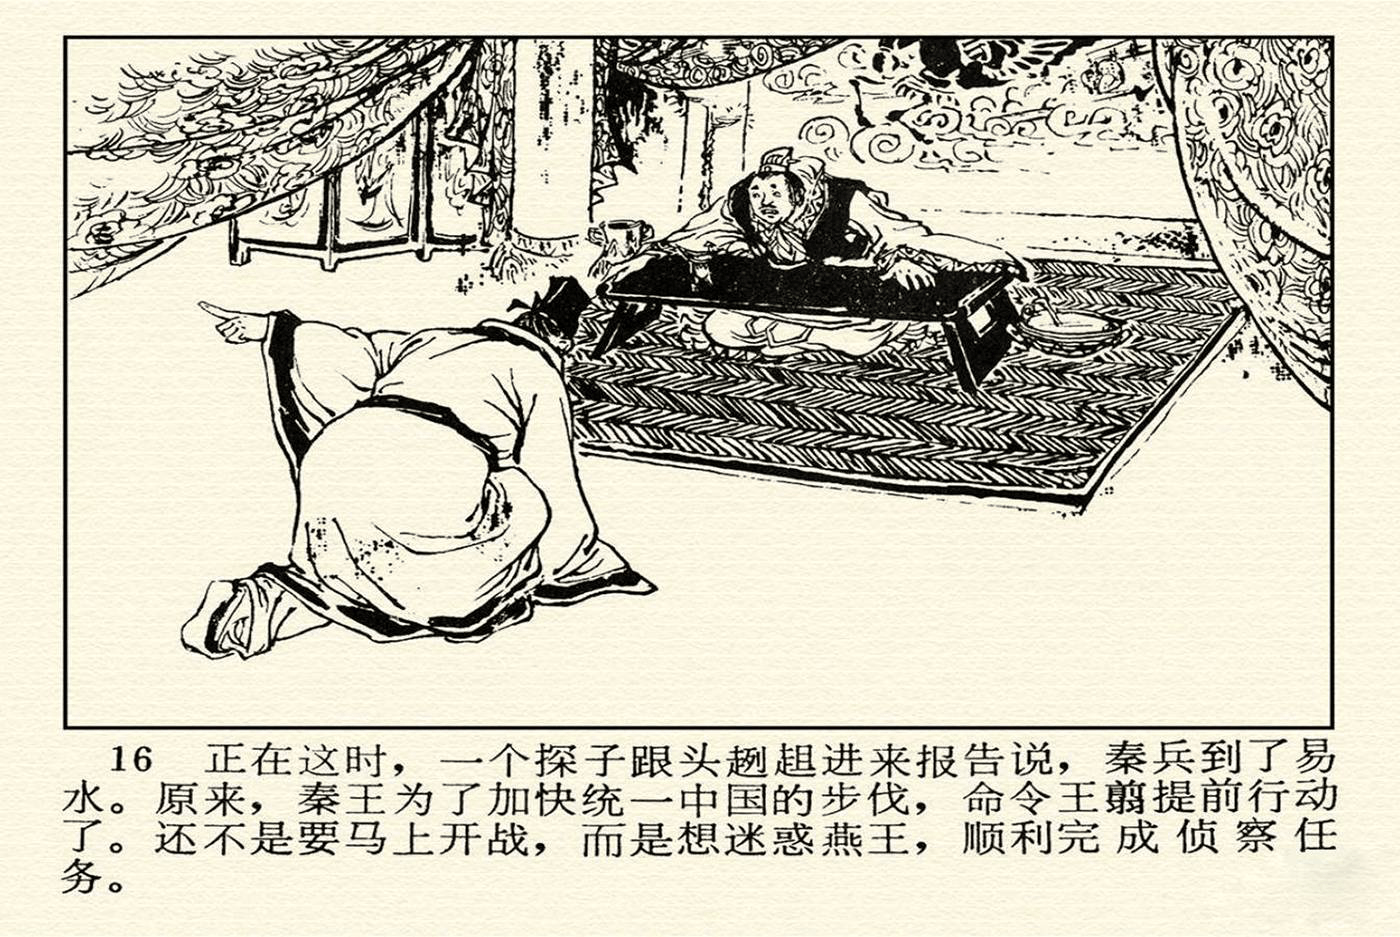 16 正在这时，一个探子跟头趔趄进来报告说，秦兵到了易
水。原来，秦王为了加快统一中国的步伐，命令王翦提前行动
了。还不是要马上开战，而是想迷惑燕王，顺利完成侦察任
务。